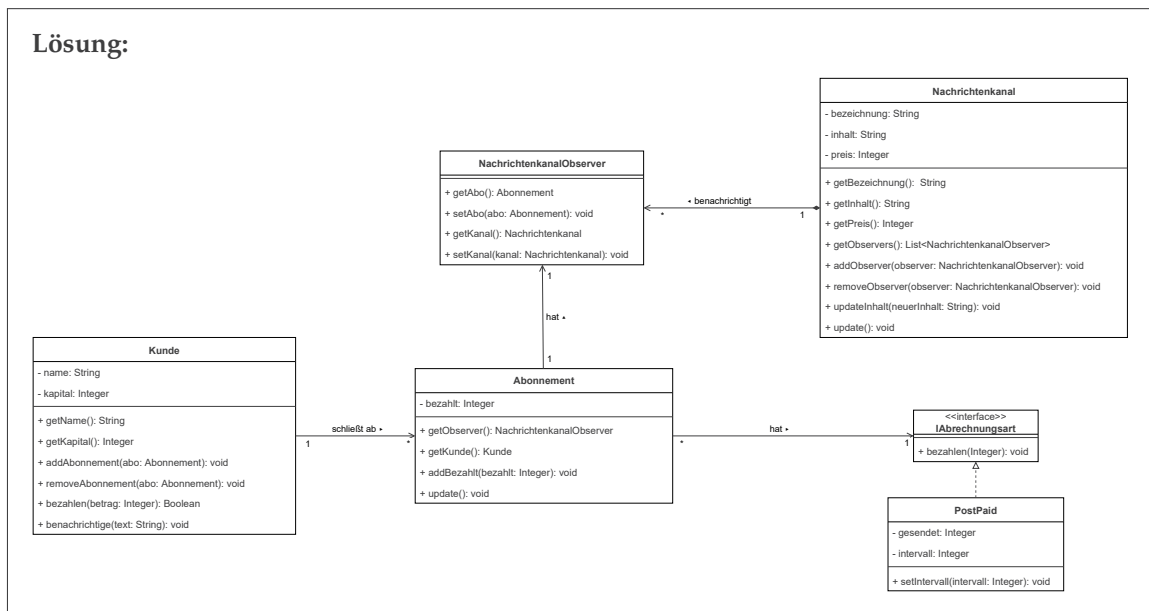 Lösung:
Nachrichtenkanal
- bezeichnung: String
- inhalt: String
- preis: Integer
+ getBezeichnung(): String
+ getInhalt(): String
+ getPreis(): Integer
+ getObservers(): List<NachrichtenkanalObserver>
+ addObserver(observer: NachrichtenkanalObserver): void
+ removeObserver(observer: NachrichtenkanalObserver): void
+ updateInhalt(neuerInhalt: String): void
+ update(): void
NachrichtenkanalObserver
+ getAbo(): Abonnement
+ setAbo(abo: Abonnement): void
+ getKanal(): Nachrichtenkanal
+ setKanal(kanal: Nachrichtenkanal): void
◂ benachrichtigt
* 1
1
hat ▴
1
Kunde
- name: String
- kapital: Integer
+ getName(): String
+ getKapital(): Integer
+ addAbonnement(abo: Abonnement): void
+ removeAbonnement(abo: Abonnement): void
+ bezahlen(betrag: Integer): Boolean
+ benachrichtige(text: String): void
schließt ab ▸
1 *
Abonnement
- bezahlt: Integer
+ getObserver(): NachrichtenkanalObserver
+ getKunde(): Kunde
+ addBezahlt(bezahlt: Integer): void
+ update(): void
hat ▸
* 1
<<interface>>
IAbrechnungsart
+ bezahlen(Integer): void
PostPaid
- gesendet: Integer
- intervall: Integer
+ setIntervall(intervall: Integer): void